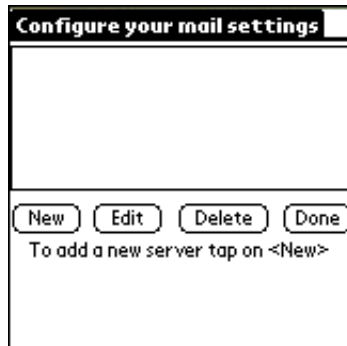 Configure your mail settings
New Edit Delete Done
To add a new server tap on <New>